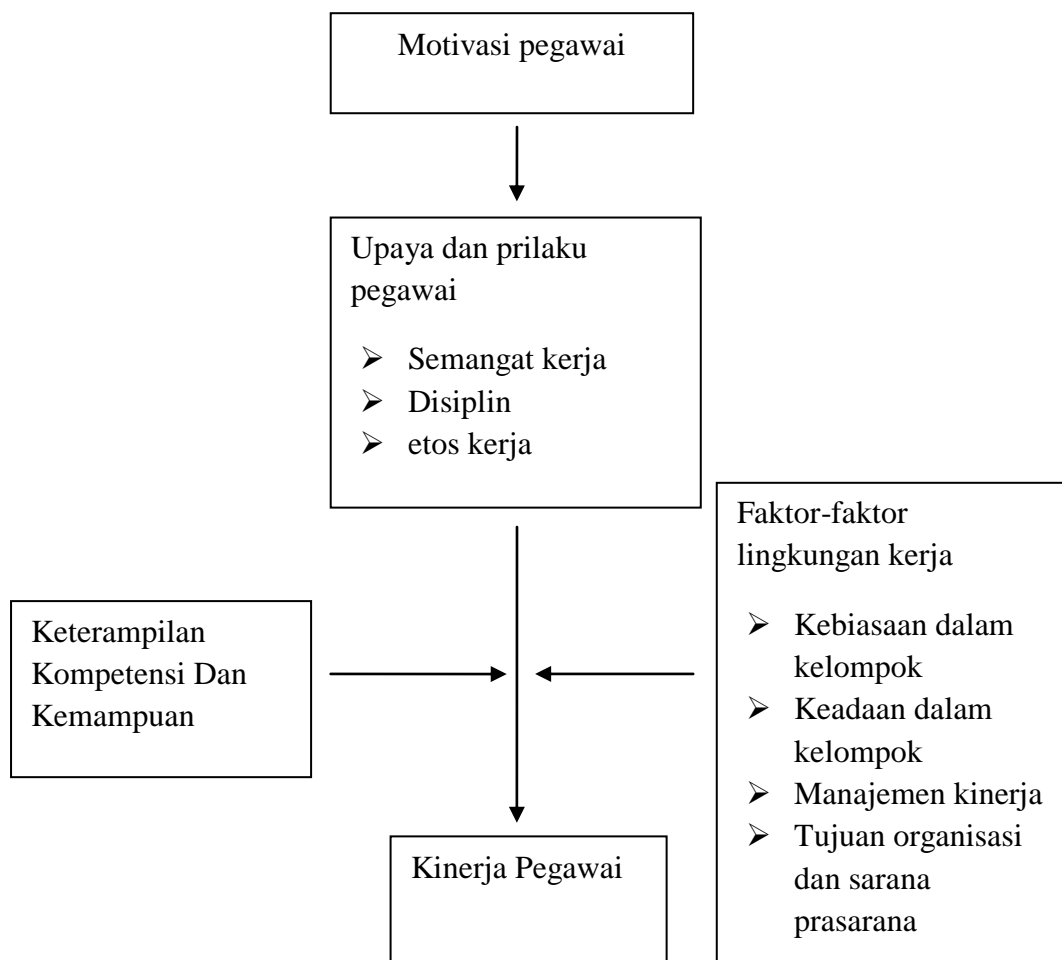 Motivasi pegawai
Upaya dan prilaku
pegawai
➢ Semangat kerja
➢ Disiplin
➢ etos kerja
Keterampilan
Kompetensi Dan
Kemampuan
Faktor-faktor
lingkungan kerja
➢ Kebiasaan dalam
kelompok
➢ Keadaan dalam
kelompok
➢ Manajemen kinerja
➢ Tujuan organisasi
dan sarana
prasarana
Kinerja Pegawai